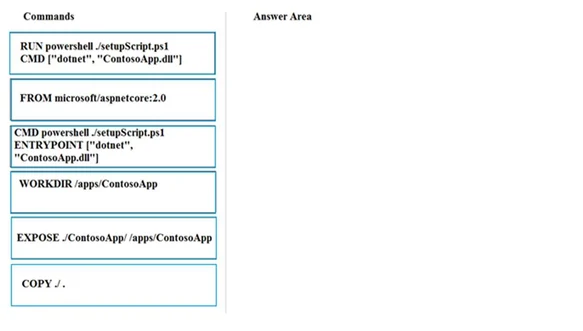 Commands
Answer Area
RUN powershell ./setupScript.ps1
CMD ["dotnet", "ContosoApp.dll"]
FROM microsoft/aspnetcore:2.0
CMD powershell ./setupScript.ps1
ENTRYPOINT ["dotnet",
"ContosoApp.dll"]
WORKDIR /apps/ContosoApp
EXPOSE ./ContosoApp/ /apps/ContosoApp
COPY ./ .